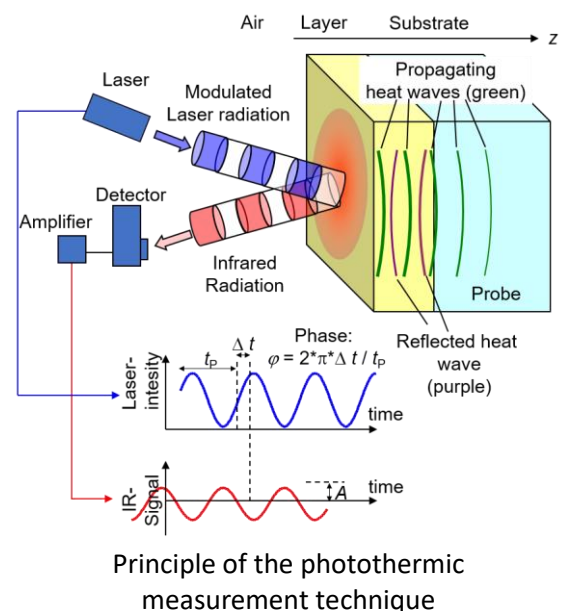 Air Layer Substrate
z
Laser
Modulated
Laser radiation
Propagating
heat waves (green)
Detector
Amplifier
Infrared
Radiation
Probe
Reflected heat
wave
(purple)
Laser-
intesity
tP
Δ t
Phase:
φ = 2*π*Δ t / tP
time
IR-
Signal
A
time
Principle of the photothermic
measurement technique